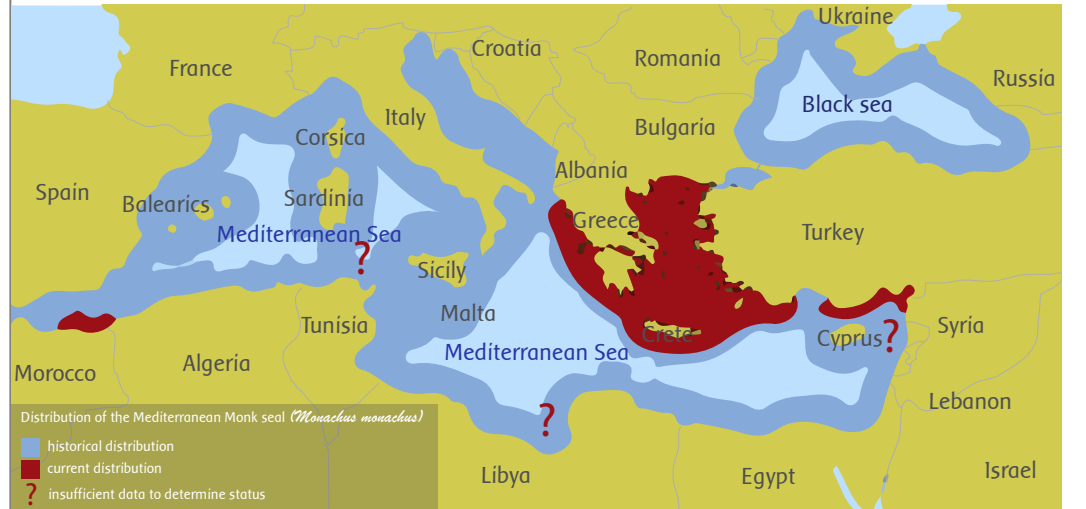 Ukraine
Croatia
France
Romania
Russia
Black sea
Italy
Bulgaria
Corsica
Albania
Spain
Balearics
Sardinia
Greece
Turkey
Mediterranean Sea
?
Sicily
Malta
Tunisia
Crete
Cyprus
?
Syria
Mediterranean Sea
Algeria
Morocco
Lebanon
?
Libya
Egypt
Israel
Distribution of the Mediterranean Monk seal (Monachus monachus)
historical distribution
current distribution
? insufficient data to determine status